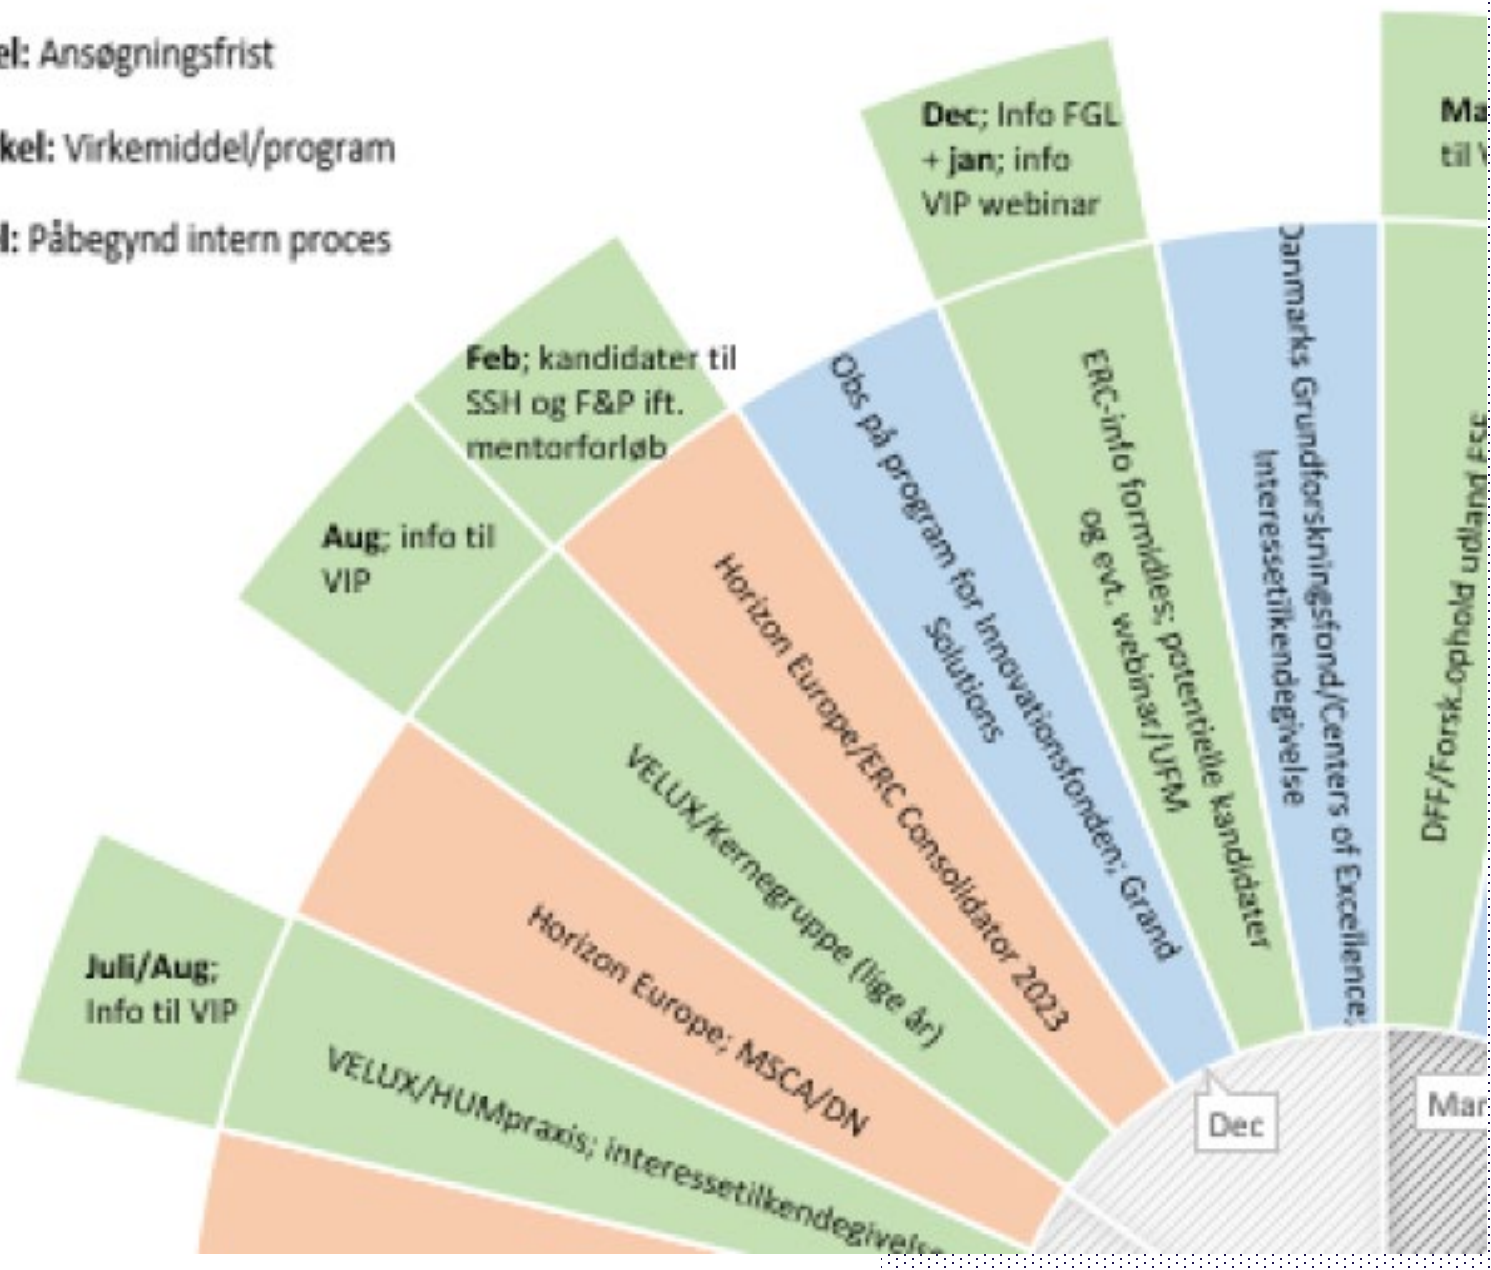 el: Ansøgningsfrist
kel: Virkemiddel/program
l: Påbegynd intern proces
Juli/Aug;
Info til VIP
Aug; info til
VIP
Feb; kandidater til
SSH og F&P ift.
mentorforløb
Dec; Info FGL
+ jan; info
VIP webinar
Ma
til
VELUX/HUMpraxis; interessetilkendegivelse
Horizon Europe; MSCA/DN
VELUX/Kernegruppe (lige år)
Horizon Europe/ERC Consolidator 2023
Obs på program for Innovationsfonden; Grand
Solutions
ERC-info formidles; potentielle kandidater
og evt. webinar/UFM
Danmarks Grundforskningsfond/Centers of Excellence;
Interessetilkendegivelse
DFF/Forsk.ophold udland
Dec
Mar